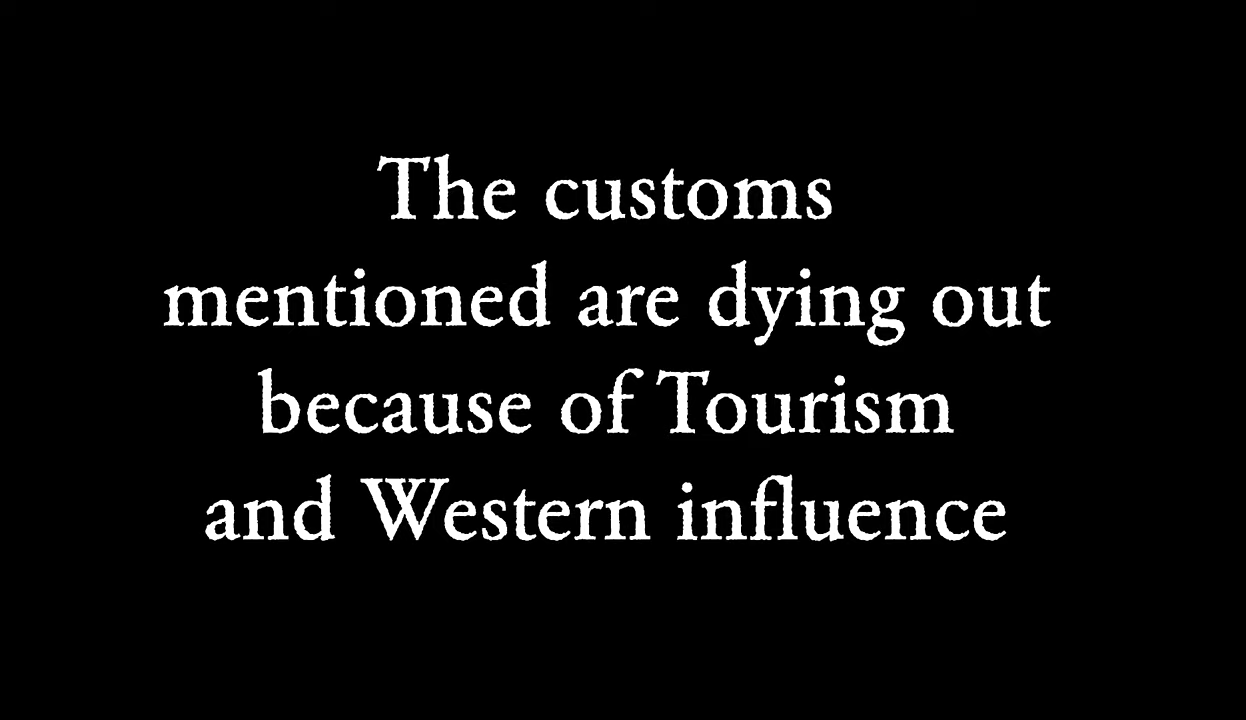 The customs
mentioned are dying out
because of Tourism
and Western influence